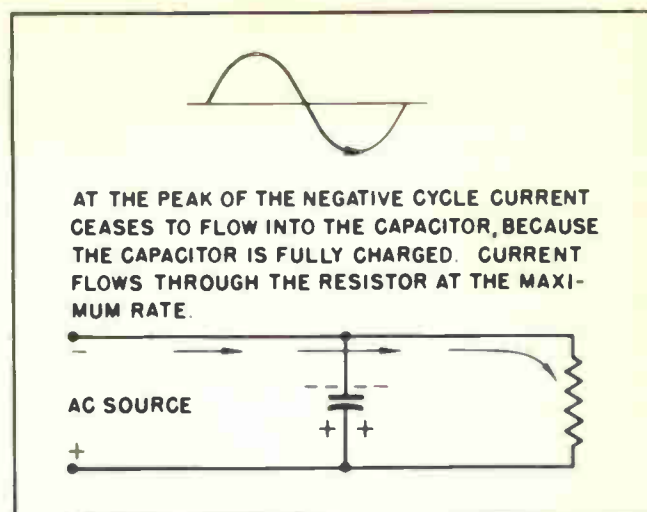 AT THE PEAK OF THE NEGATIVE CYCLE CURRENT
CEASES TO FLOW INTO THE CAPACITOR, BECAUSE
THE CAPACITOR IS FULLY CHARGED. CURRENT
FLOWS THROUGH THE RESISTOR AT THE MAXI-
MUM RATE.
-
- - - -
AC SOURCE
+ +
+